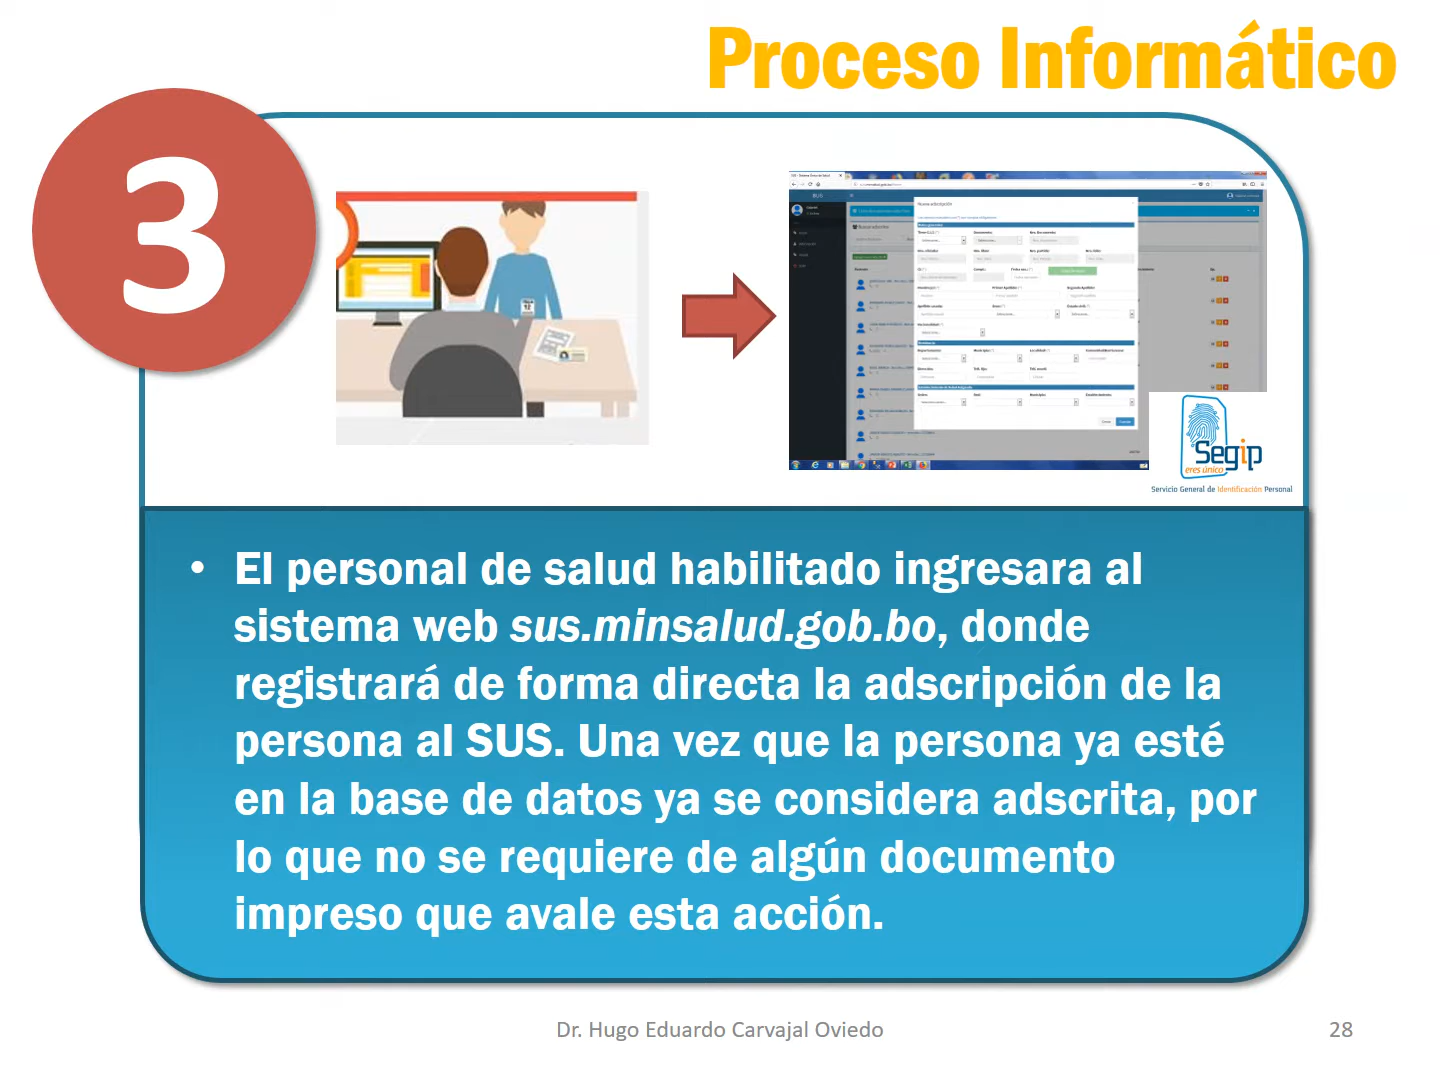 Proceso Informático
3
SUS
Nueva adscripción
Segip
eres único
Servicio General de Identificación Personal
• El personal de salud habilitado ingresara al
sistema web sus.minsalud.gob.bo, donde
registrará de forma directa la adscripción de la
persona al SUS. Una vez que la persona ya esté
en la base de datos ya se considera adscrita, por
lo que no se requiere de algún documento
impreso que avale esta acción.
Dr. Hugo Eduardo Carvajal Oviedo
28